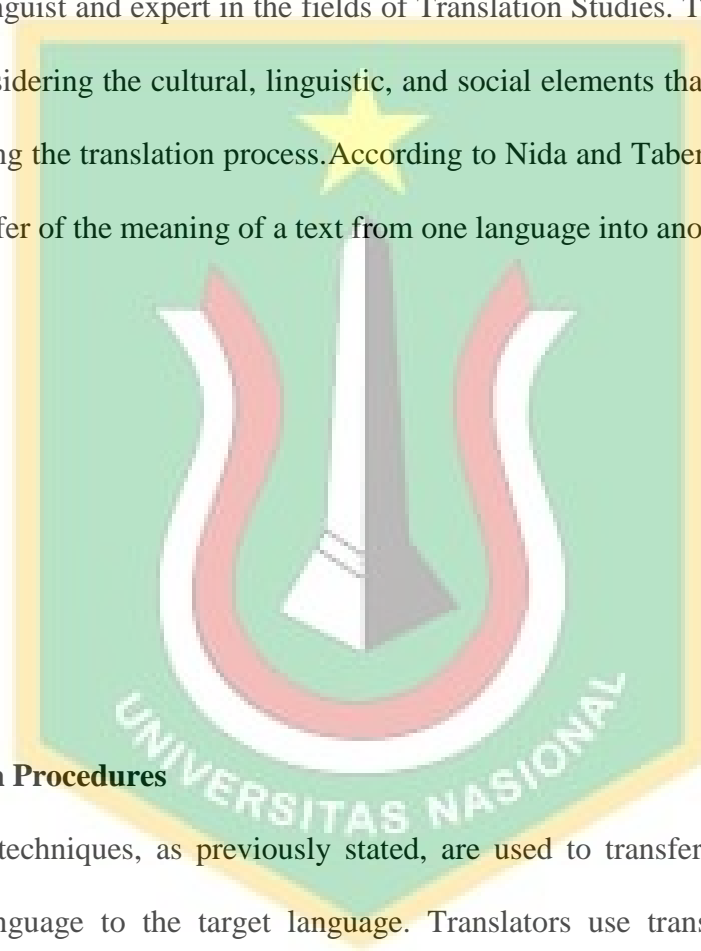 guist and expert in the fields of Translation Studies. T
sidering the cultural, linguistic, and social elements tha
ng the translation process.According to Nida and Taber
fer of the meaning of a text from one language into ano
n Procedures
techniques, as previously stated, are used to transfer
nguage to the target language. Translators use trans
UNIVERSITAS NASIONAL